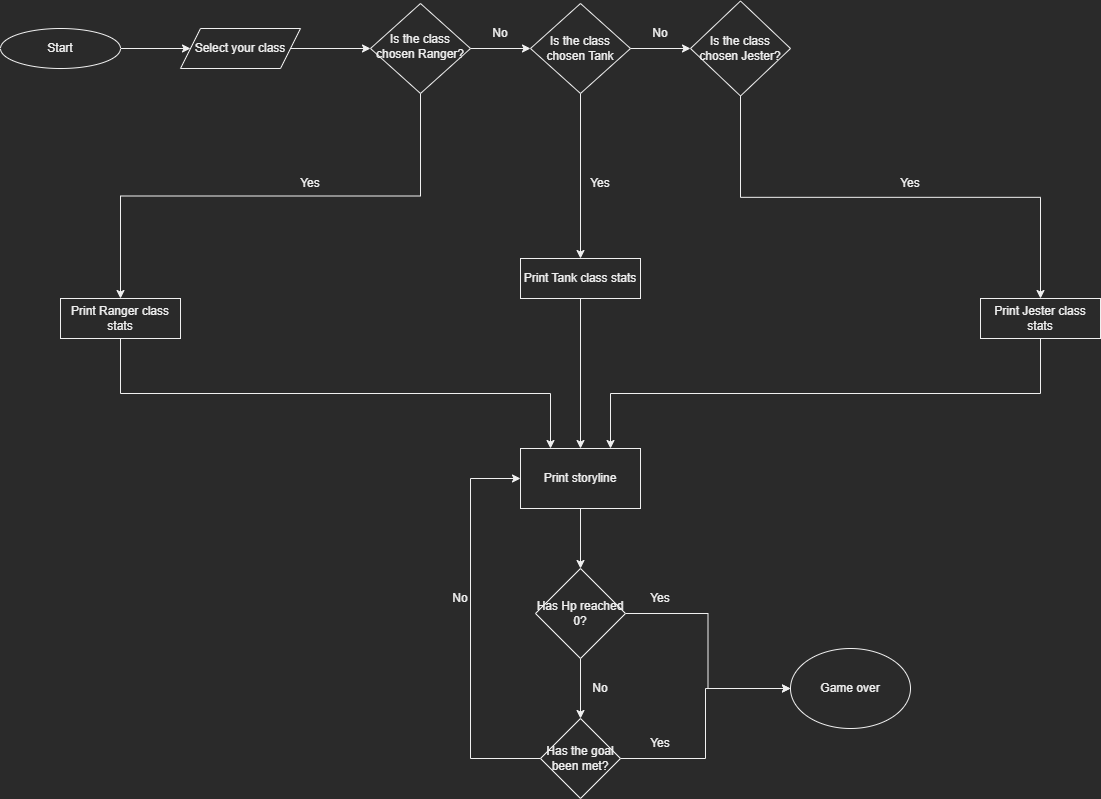 Start
Select your class
Is the class
chosen Ranger?
No
Is the class
chosen Tank
No
Is the class
chosen Jester?
Yes
Yes
Yes
Print Ranger class
stats
Print Tank class stats
Print Jester class
stats
Print storyline
No
Has Hp reached
0?
Yes
No
Game over
Has the goal
been met?
Yes